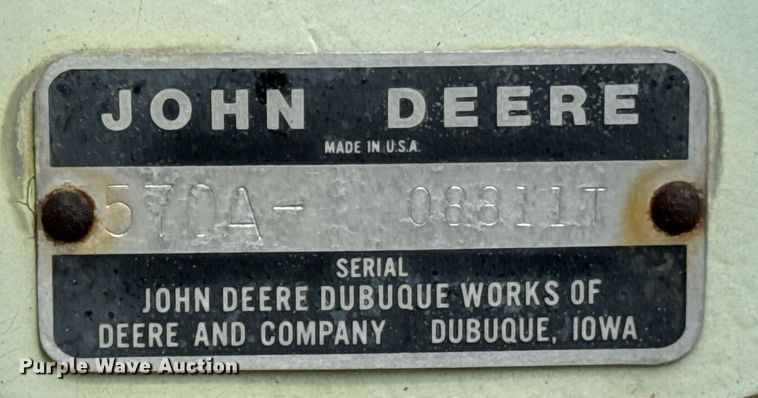 JOHN DEERE
MADE IN U.S.A.
570A- 08811T
SERIAL
JOHN DEERE DUBUQUE WORKS OF
DEERE AND COMPANY DUBUQUE, IOWA
Purple Wave Auction